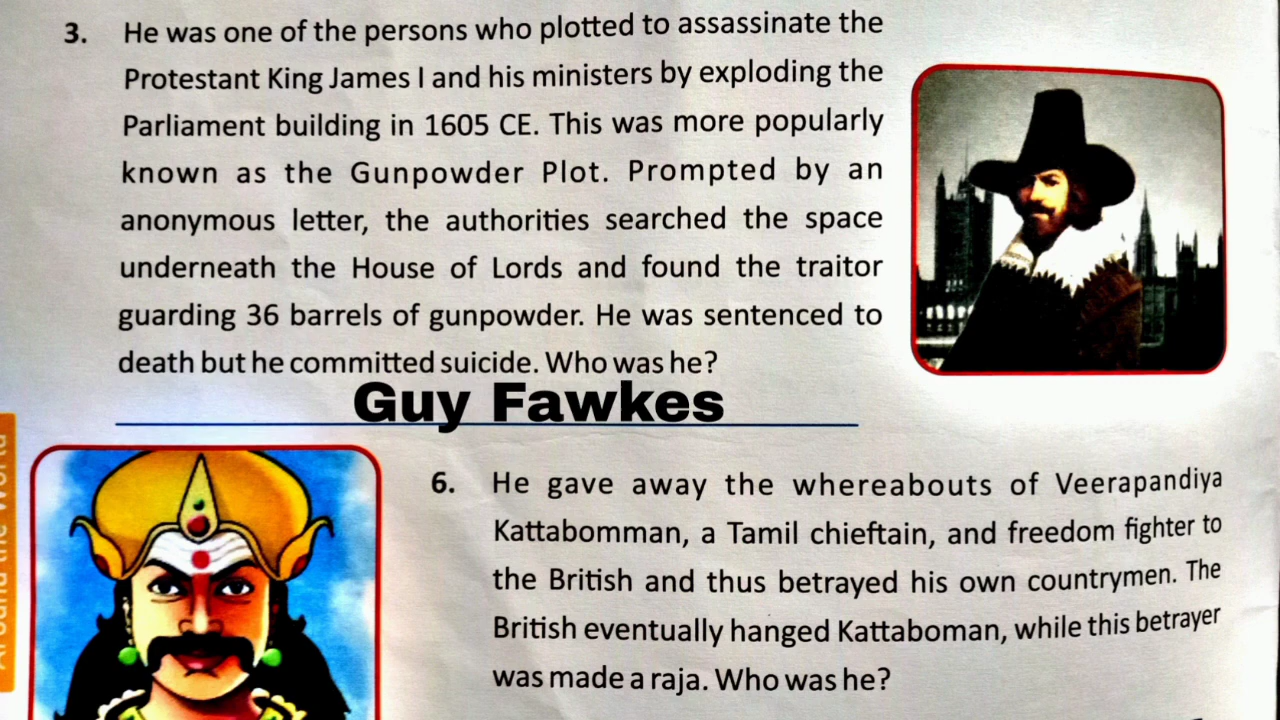 3. He was one of the persons who plotted to assassinate the
Protestant King James I and his ministers by exploding the
Parliament building in 1605 CE. This was more popularly
known as the Gunpowder Plot. Prompted by an
anonymous letter, the authorities searched the space
underneath the House of Lords and found the traitor
guarding 36 barrels of gunpowder. He was sentenced to
death but he committed suicide. Who was he?
Guy Fawkes
6. He gave away the whereabouts of Veerapandiya
Kattabomman, a Tamil chieftain, and freedom fighter to
the British and thus betrayed his own countrymen. The
British eventually hanged Kattaboman, while this betrayer
was made a raja. Who was he?
Around the World